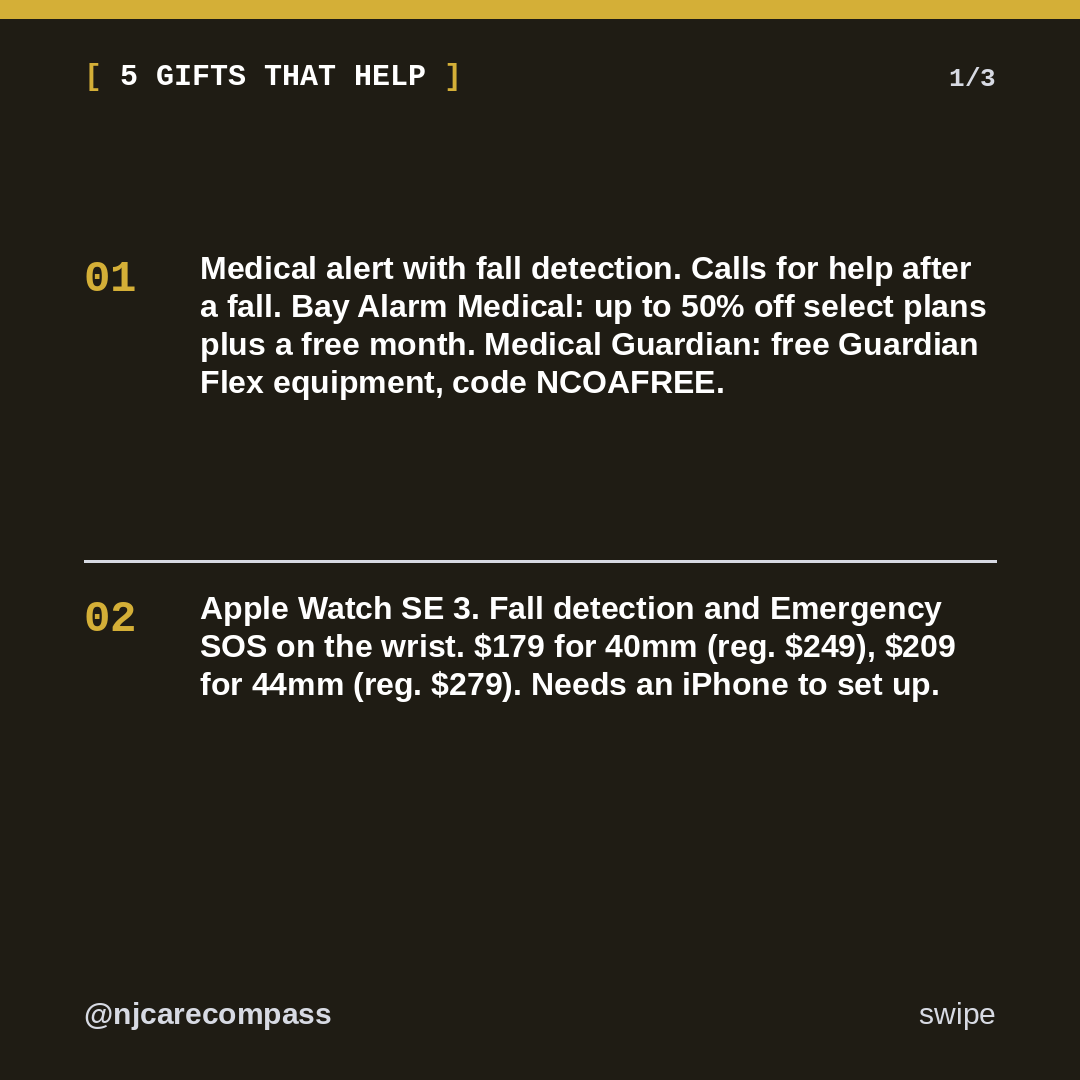 [ 5 GIFTS THAT HELP ]
1/3
01
Medical alert with fall detection. Calls for help after
a fall. Bay Alarm Medical: up to 50% off select plans
plus a free month. Medical Guardian: free Guardian
Flex equipment, code NCOAFREE.
02
Apple Watch SE 3. Fall detection and Emergency
SOS on the wrist. $179 for 40mm (reg. $249), $209
for 44mm (reg. $279). Needs an iPhone to set up.
@njcarecompass
swipe